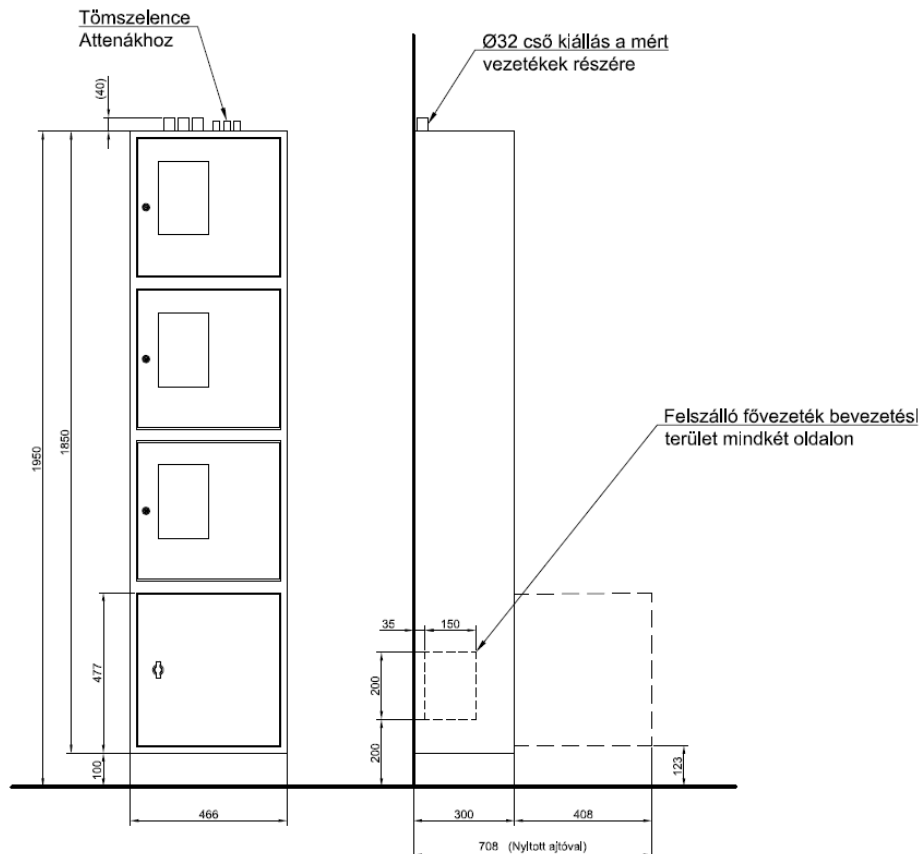 Tömszelence
Attenákhoz
Ø32 cső kiállás a mért
vezetékek részére
(40)
Felszálló fővezeték bevezetési
terület mindkét oldalon
1950
1850
35
150
477
200
200
100
123
466
300
408
708 (Nyitott ajtóval)